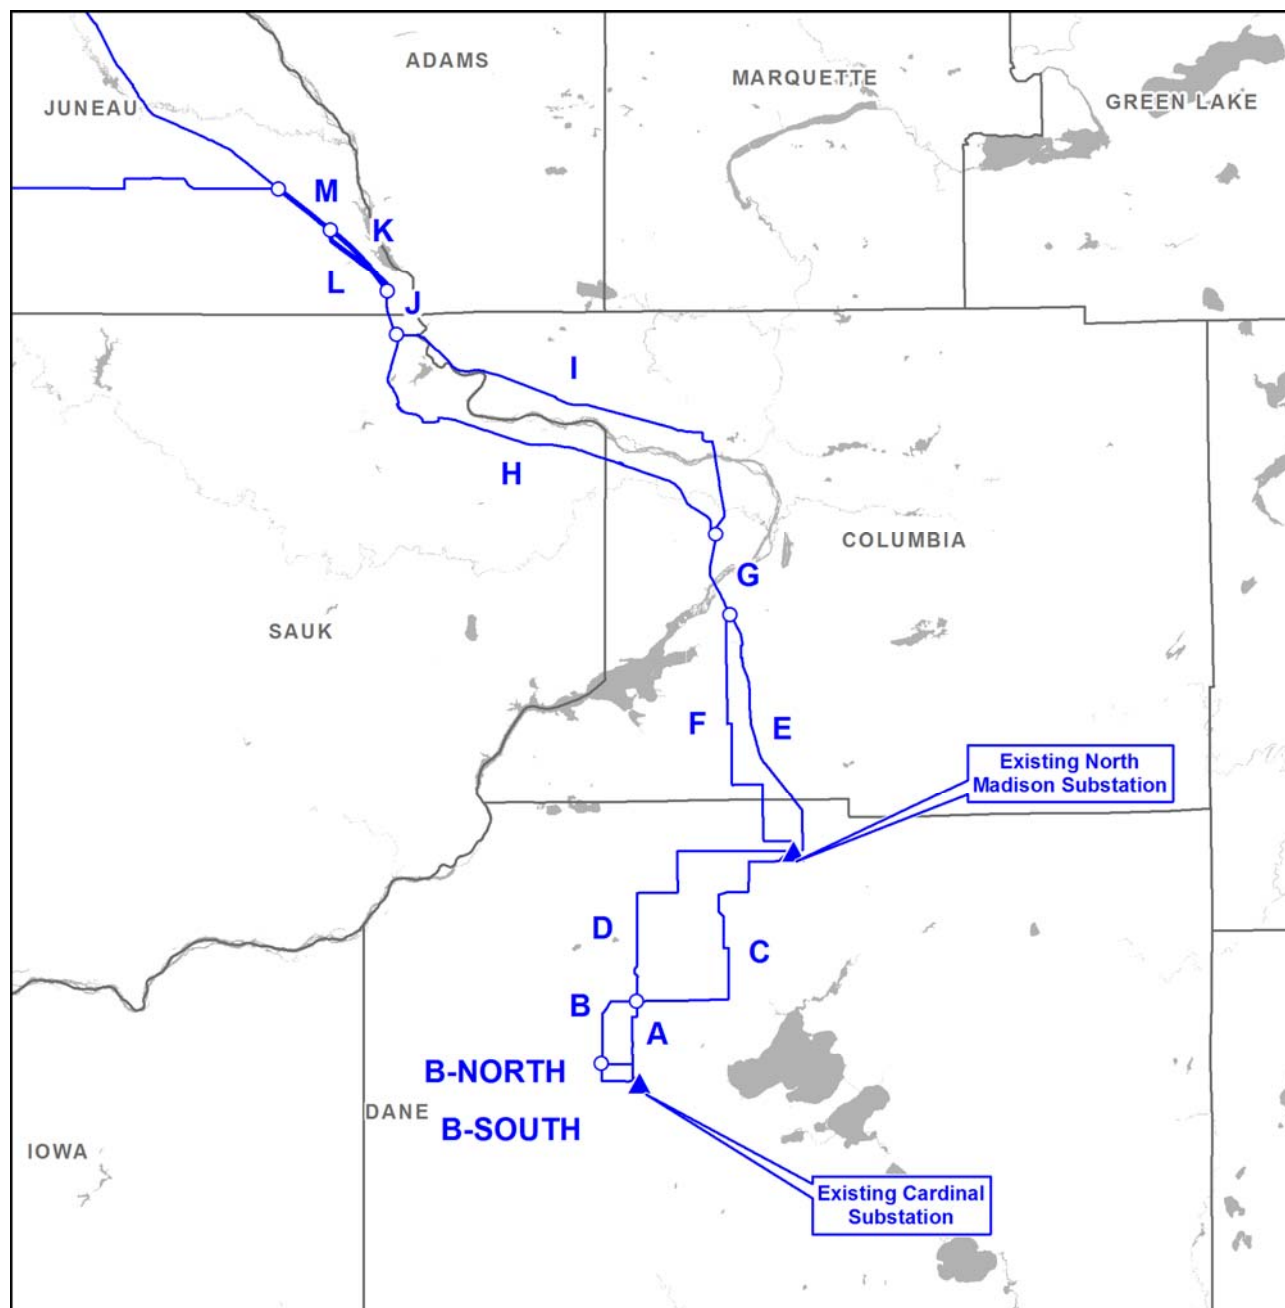 ADAMS
MARQUETTE
GREEN LAKE
JUNEAU
M
K
L
J
I
H
COLUMBIA
G
SAUK
F
E
Existing North
Madison Substation
D
C
B
A
B-NORTH
DANE
B-SOUTH
IOWA
Existing Cardinal
Substation